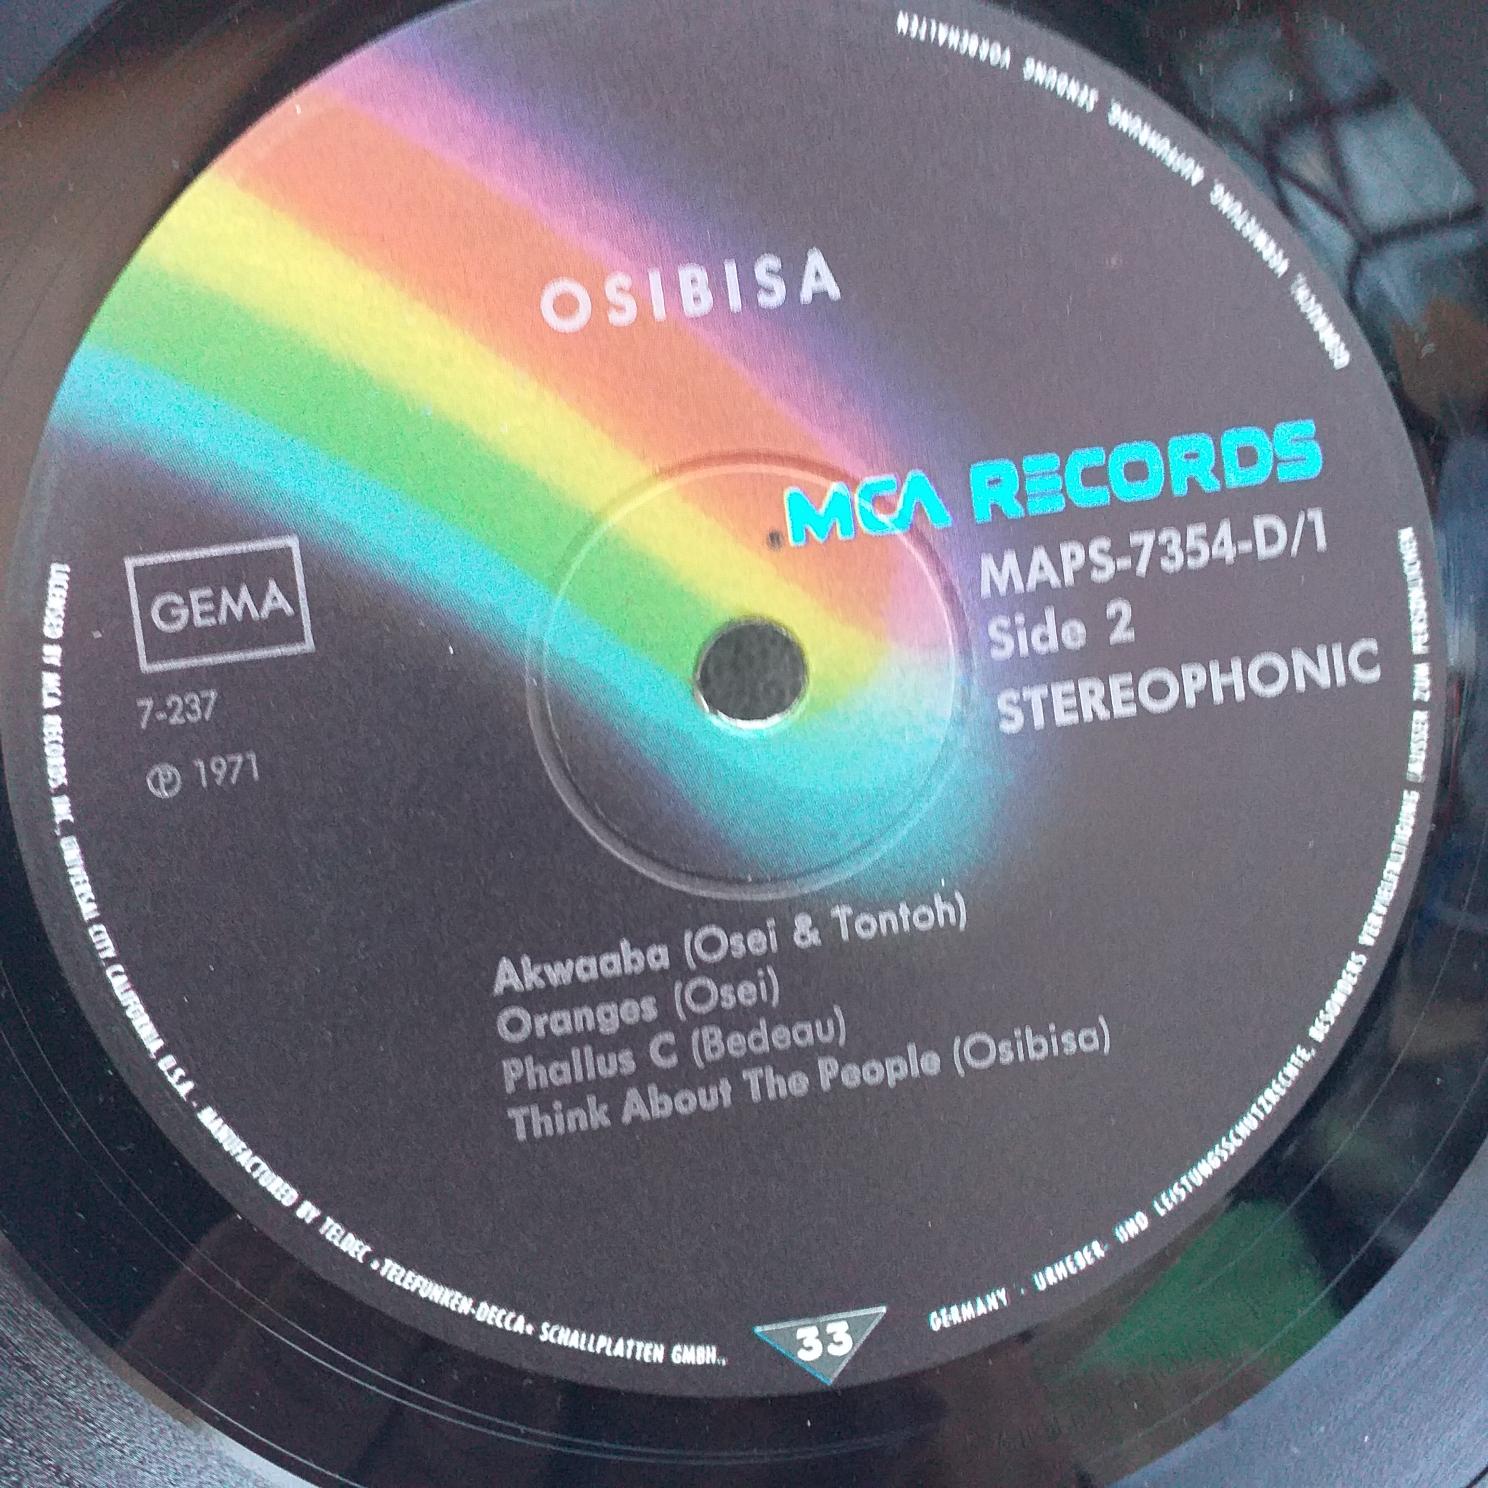 OSIBISA
MCA RECORDS
MAPS-7354-D/1
Side 2
STEREOPHONIC
GEMA
7-237
℗ 1971
Akwaaba (Osei & Tontoh)
Oranges (Osei)
Phallus C (Bedeau)
Think About The People (Osibisa)
LICENSED BY MCA RECORDS INC., UNIVERSAL CITY, CALIFORNIA, U.S.A. · MANUFACTURED BY TELDEC »TELEFUNKEN-DECCA« SCHALLPLATTEN GMBH.,
33
GERMANY · URHEBER- UND LEISTUNGSSCHUTZRECHTE, BESONDERS VERVIELFÄLTIGUNG (AUSSER ZUM PERSÖNLICHEN
GEBRAUCH), VERMIETUNG, AUFFÜHRUNG, SENDUNG VORBEHALTEN